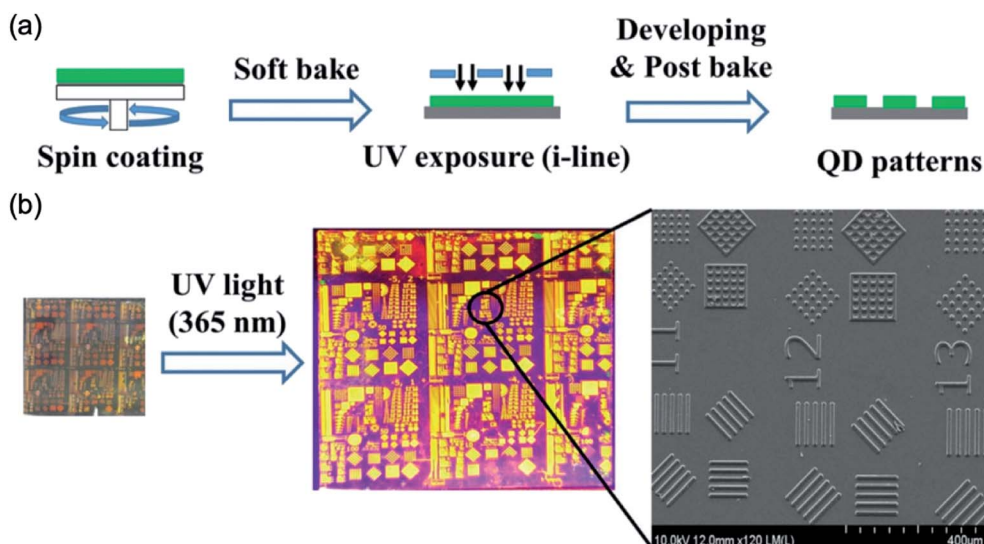 (a)
Soft bake
Developing
& Post bake
Spin coating
UV exposure (i-line)
QD patterns
(b)
UV light
(365 nm)
11
12
13
10.0kV 12.0mm x120 LM(L)
400μm